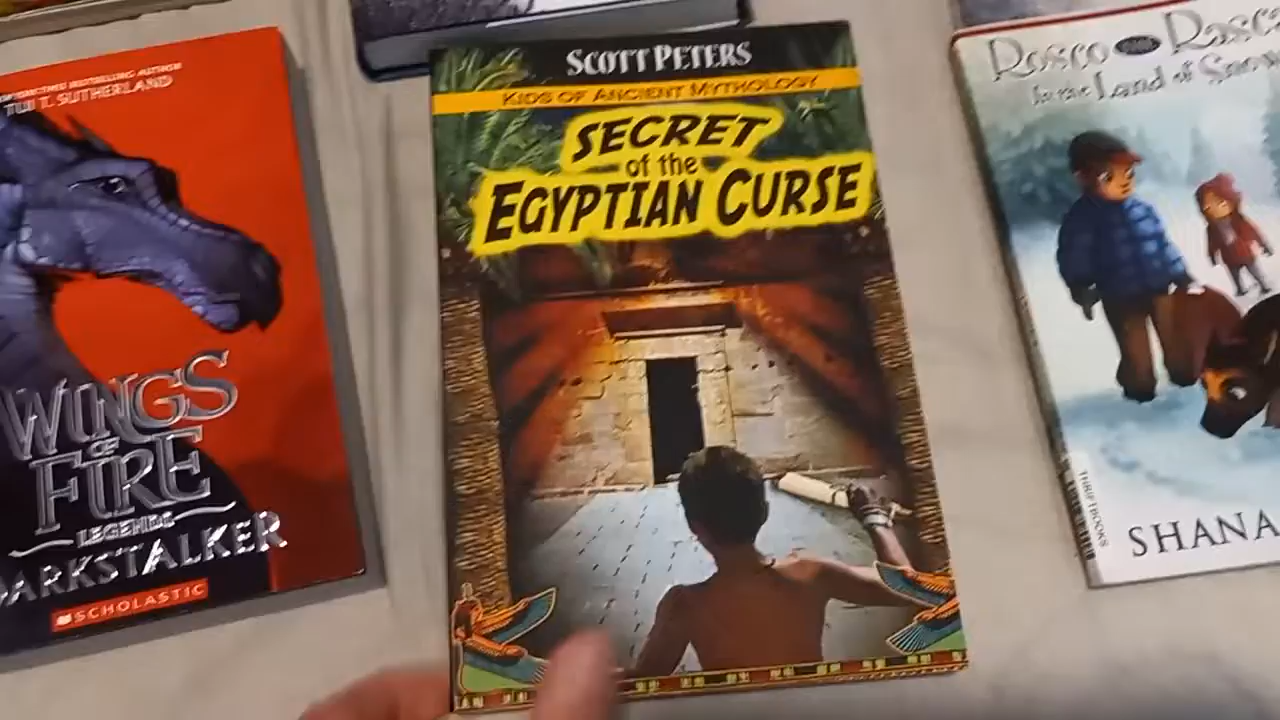 TUI T. SUTHERLAND
WINGS
OF
FIRE
LEGENDS
DARKSTALKER
SCHOLASTIC
SCOTT PETERS
KIDS OF ANCIENT MYTHOLOGY
SECRET
of the
EGYPTIAN CURSE
Rosco
In the Land of Snow
THRIFTBOOKS
SHANA